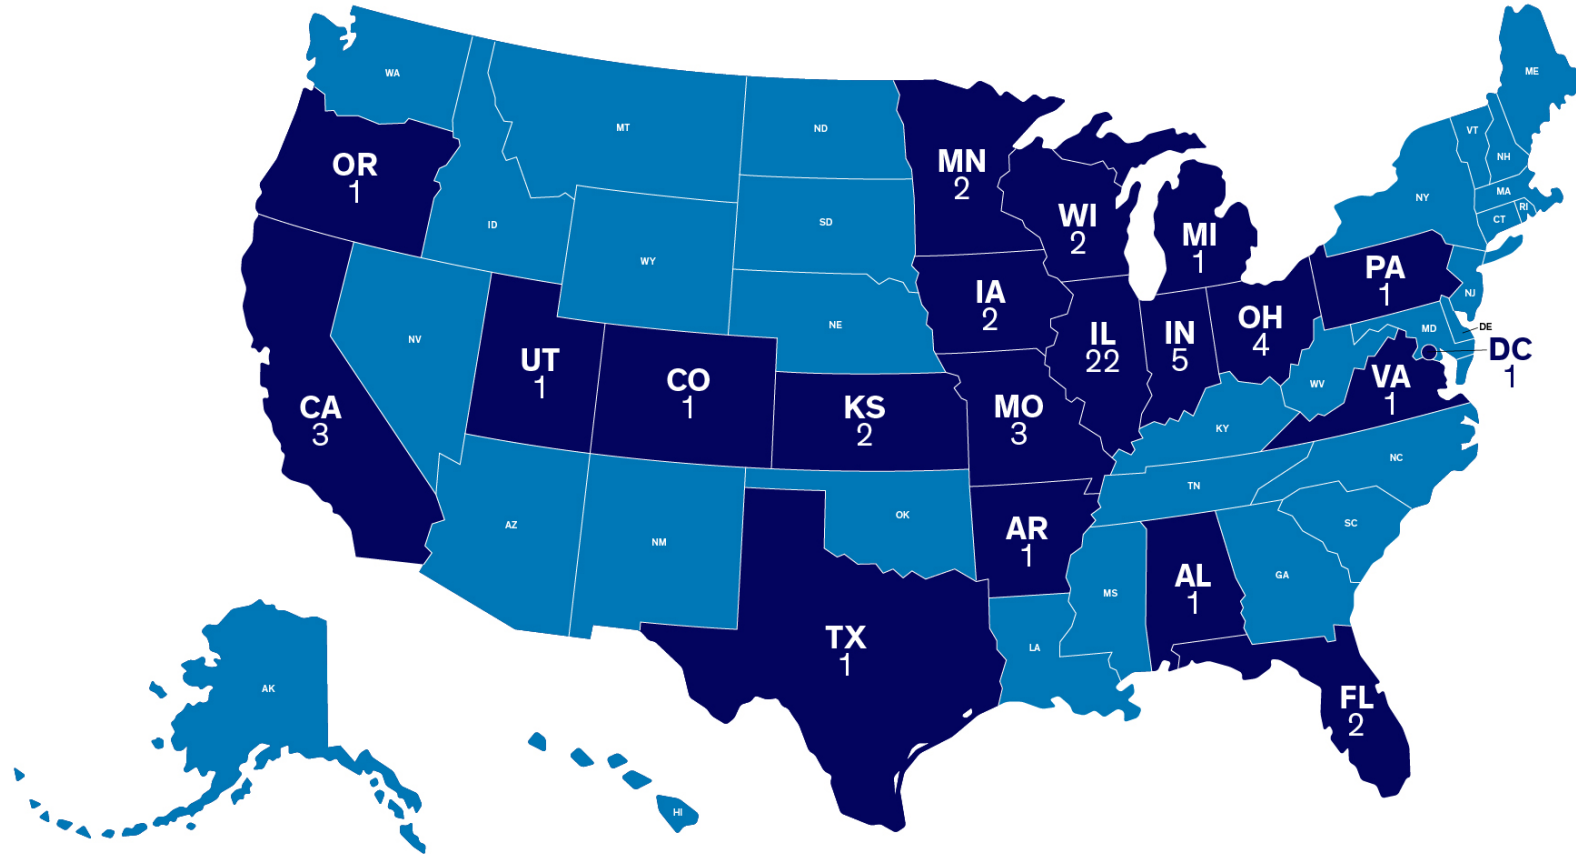 WA
ME
MT
ND
VT
OR
1
MN
2
NH
MA
NY
WI
2
RI
CT
ID
SD
MI
1
WY
PA
1
IA
2
NJ
NE
OH
4
MD
DE
NV
IL
22
IN
5
DC
1
UT
1
CO
1
WV
VA
1
CA
3
KS
2
MO
3
KY
NC
TN
AZ
NM
OK
AR
1
SC
AL
1
GA
MS
TX
1
LA
AK
FL
2
HI